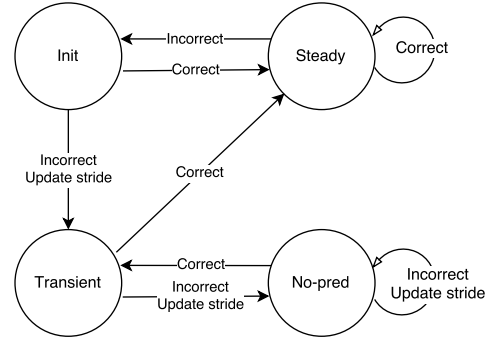 Init
Incorrect
Correct
Steady
Correct
Incorrect
Update stride
Correct
Transient
Correct
Incorrect
Update stride
No-pred
Incorrect
Update stride